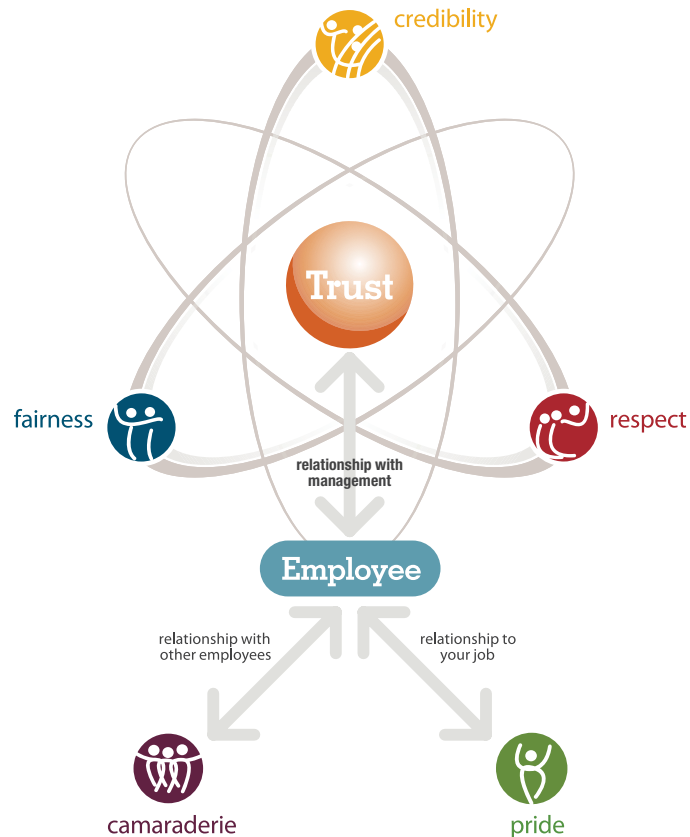 credibility
Trust
fairness
respect
relationship with
management
Employee
relationship with
other employees
relationship to
your job
camaraderie
pride